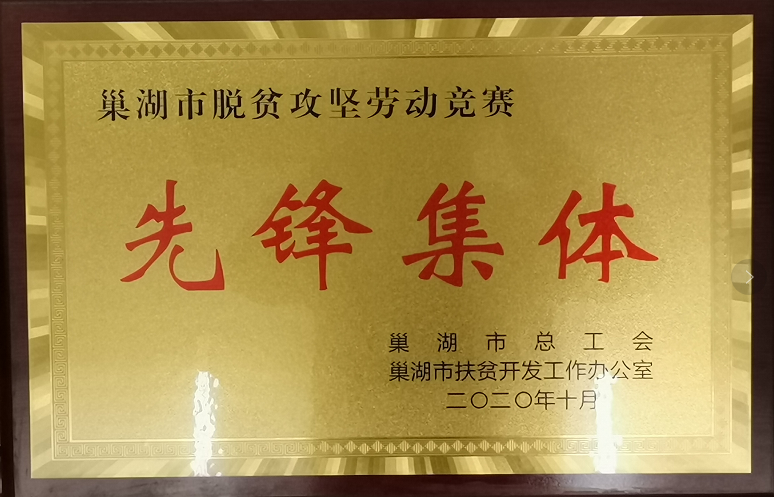 巢湖市脱贫攻坚劳动竞赛
先锋集体
巢湖市总工会
巢湖市扶贫开发工作办公室
二〇二〇年十月